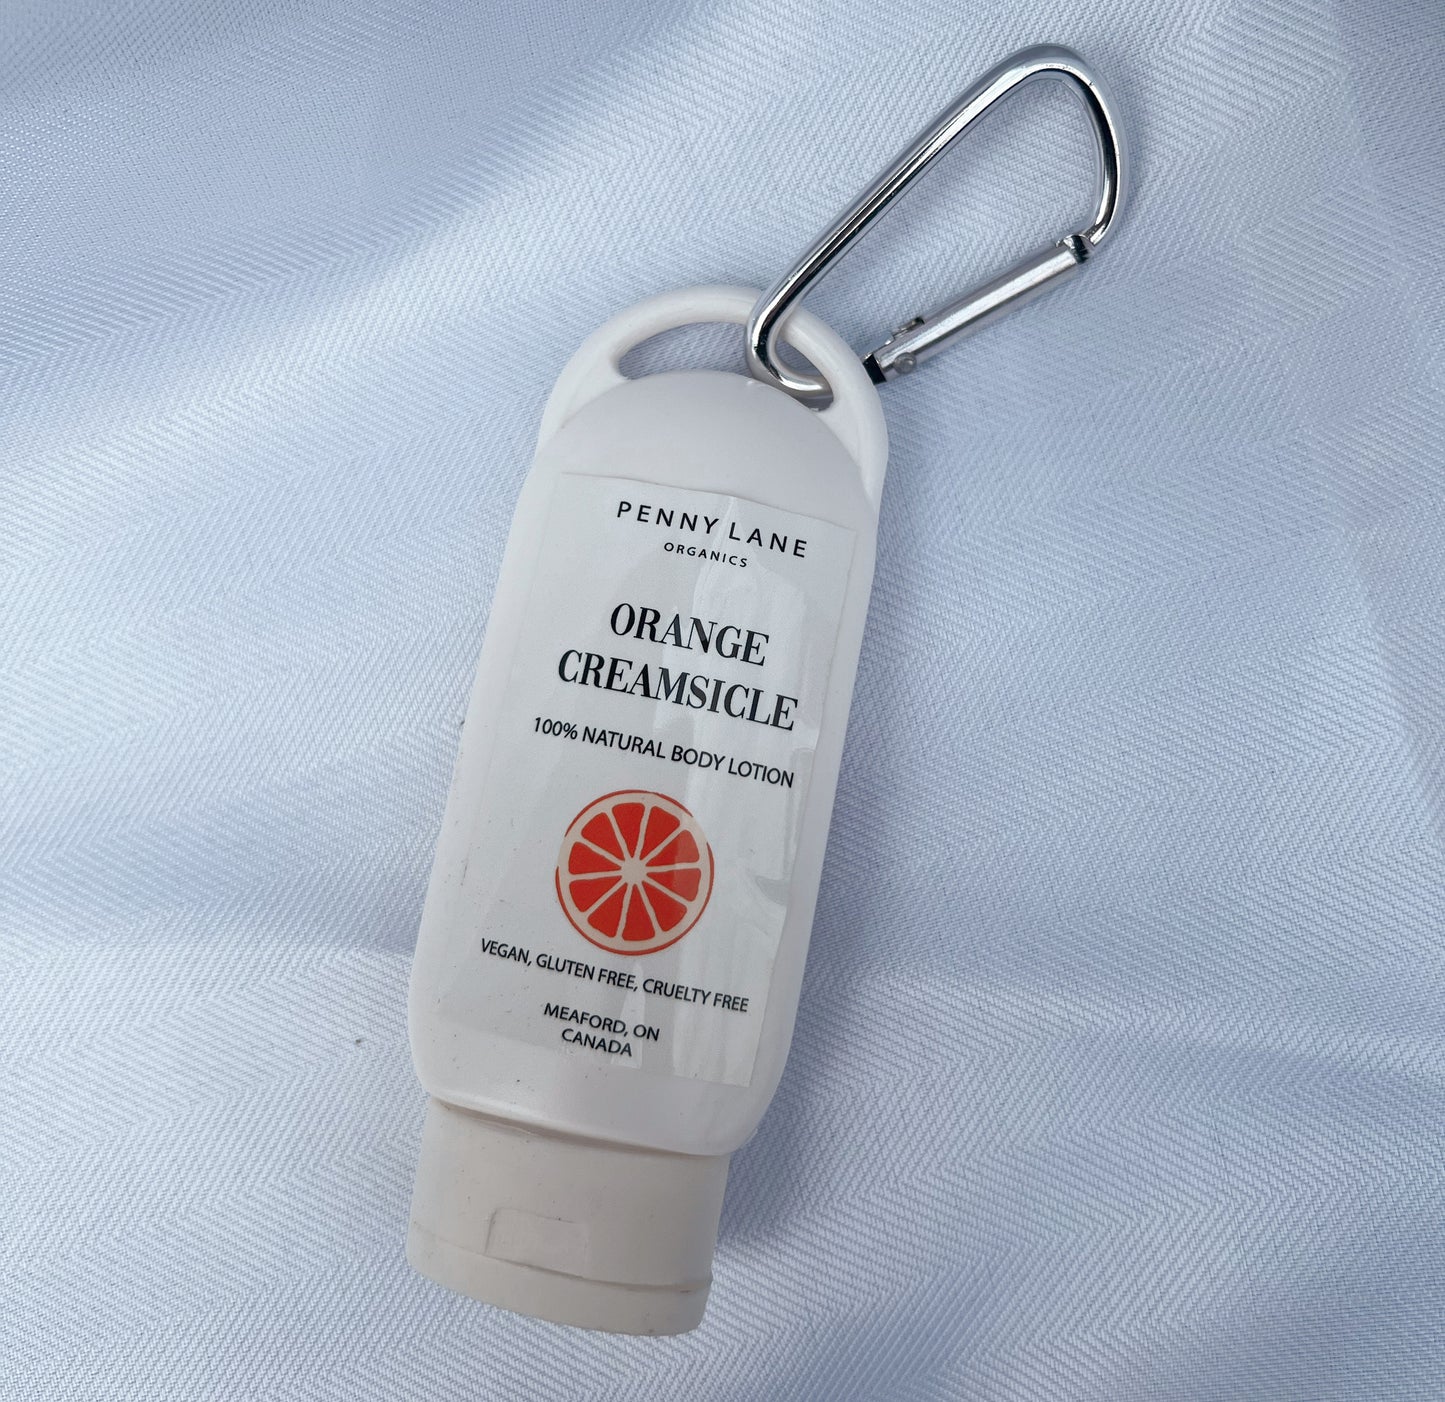 PENNY LANE
ORGANICS
ORANGE
CREAMSICLE
100% NATURAL BODY LOTION
VEGAN, GLUTEN FREE, CRUELTY FREE
MEAFORD, ON
CANADA